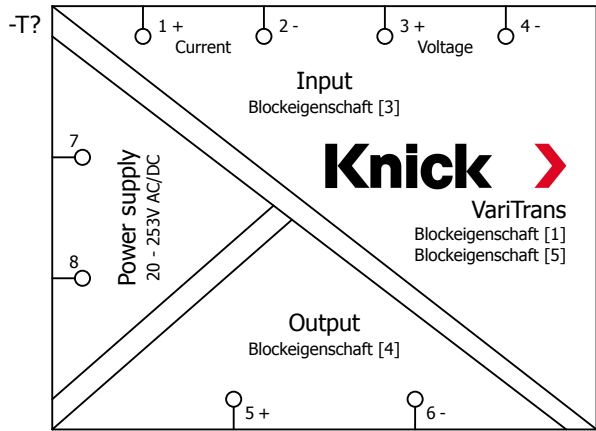 -T?
1 +
2 -
3 +
4 -
Current
Voltage
Input
Blockeigenschaft [3]
7
8
Power supply
20 - 253V AC/DC
Knick
VariTrans
Blockeigenschaft [1]
Blockeigenschaft [5]
Output
Blockeigenschaft [4]
5 +
6 -